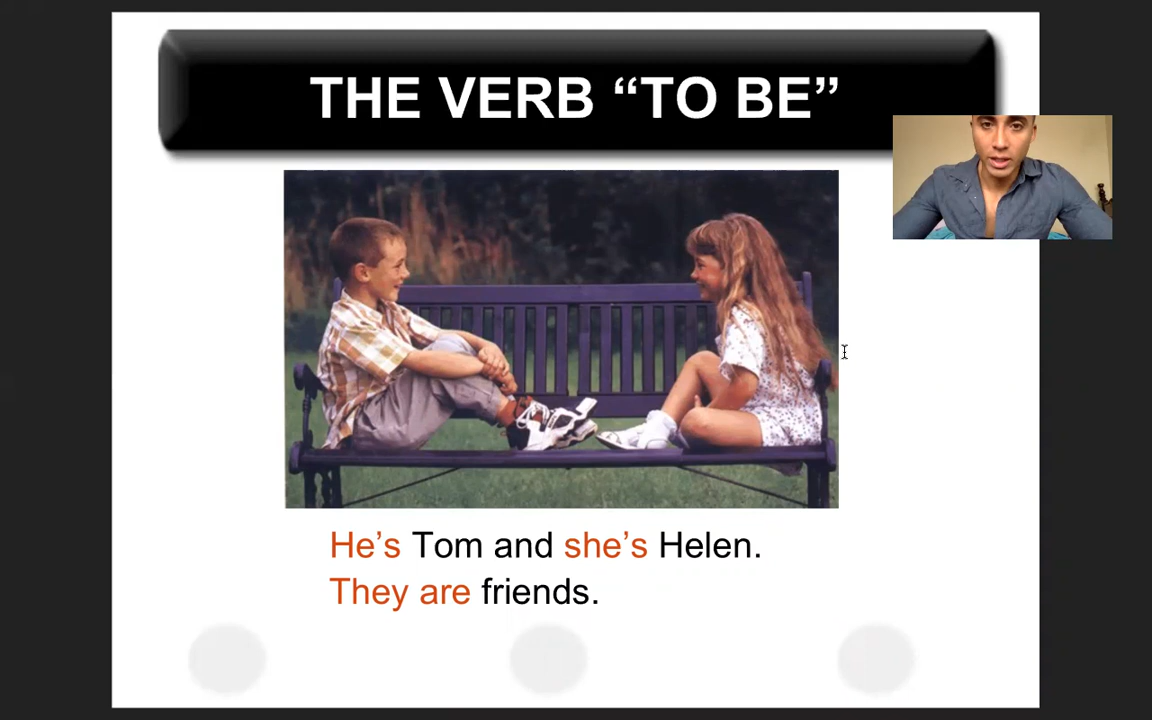 THE VERB “TO BE”
He’s Tom and she’s Helen.
They are friends.